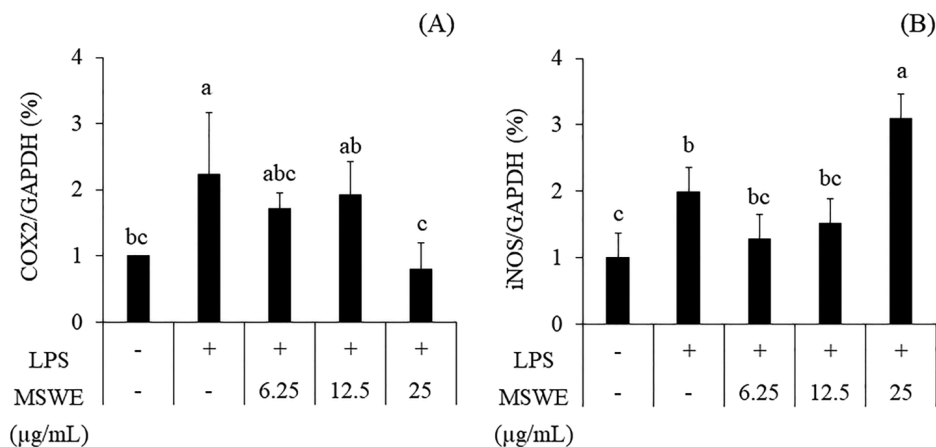 (A)
COX2/GAPDH (%)
4
3
2
1
0
bc
a
abc
ab
c
LPS - + + + +
MSWE - - 6.25 12.5 25
(µg/mL)
(B)
iNOS/GAPDH (%)
4
3
2
1
0
c
b
bc
bc
a
LPS - + + + +
MSWE - - 6.25 12.5 25
(µg/mL)